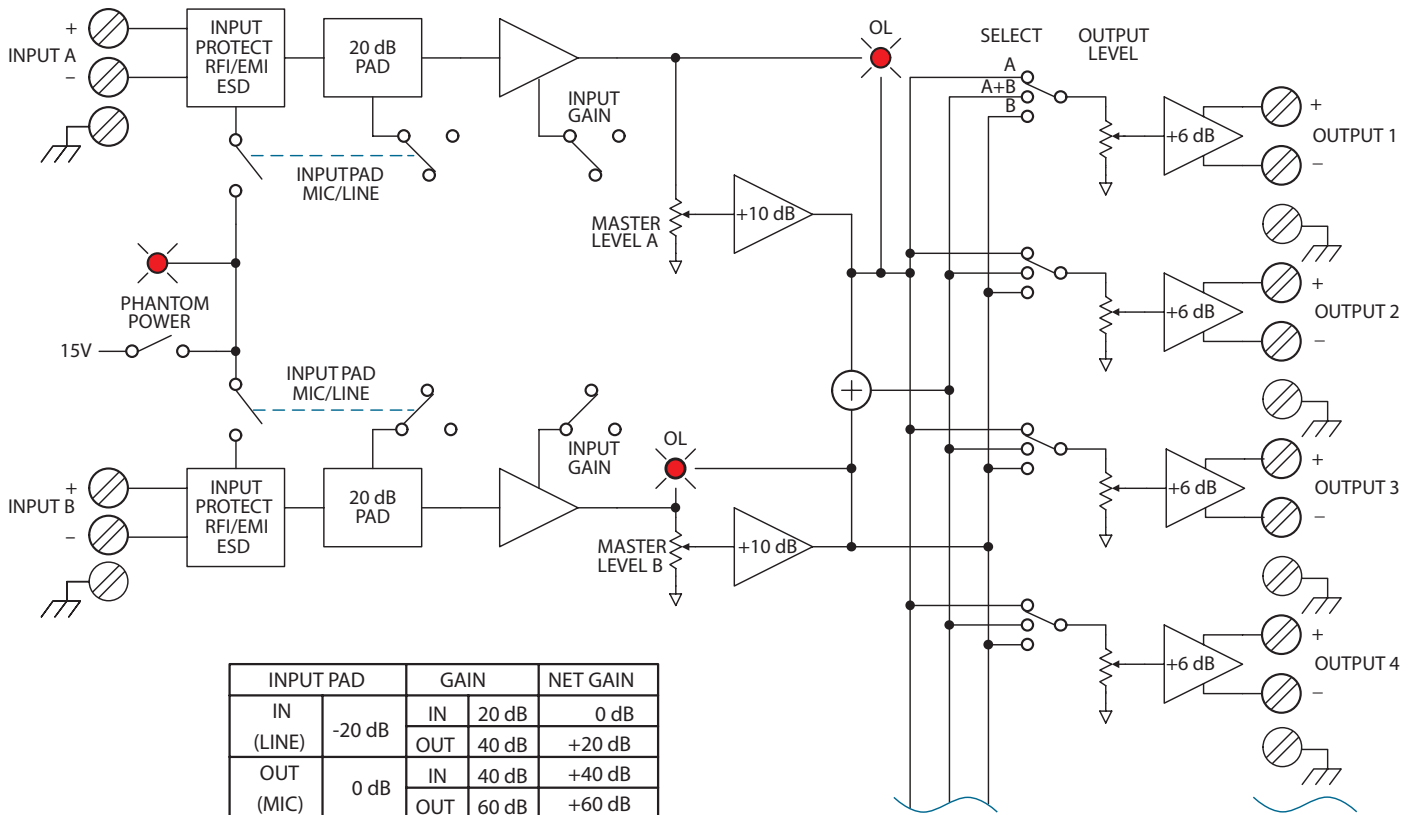 +
INPUT A
−
INPUT
PROTECT
RFI/EMI
ESD
20 dB
PAD
INPUT
GAIN
INPUT PAD
MIC/LINE
OL
SELECT
OUTPUT
LEVEL
A
A+B
B
+6 dB
+
OUTPUT 1
−
MASTER
LEVEL A
+10 dB
PHANTOM
POWER
15V
+6 dB
+
OUTPUT 2
−
+
INPUT PAD
MIC/LINE
INPUT
GAIN
OL
+
INPUT B
−
INPUT
PROTECT
RFI/EMI
ESD
20 dB
PAD
MASTER
LEVEL B
+10 dB
+6 dB
+
OUTPUT 3
−
+6 dB
+
OUTPUT 4
−
INPUT PAD GAIN NET GAIN
IN (LINE) -20 dB IN 20 dB 0 dB
OUT 40 dB +20 dB
OUT (MIC) 0 dB IN 40 dB +40 dB
OUT 60 dB +60 dB